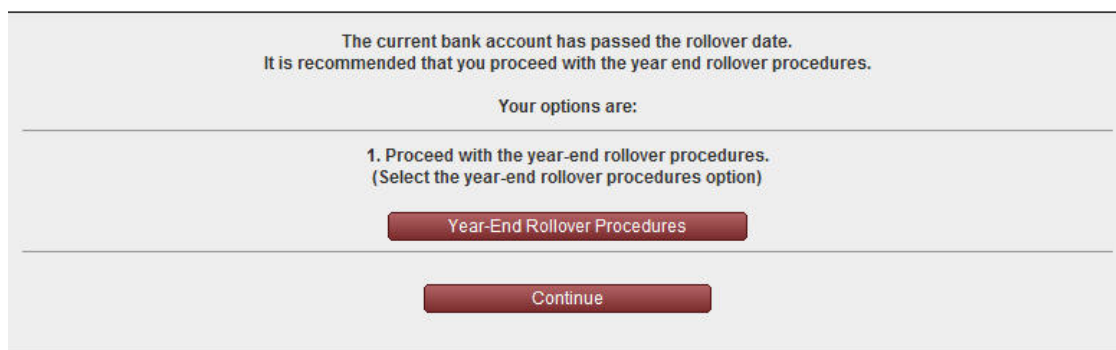 The current bank account has passed the rollover date.
It is recommended that you proceed with the year end rollover procedures.
Your options are:
1. Proceed with the year-end rollover procedures.
(Select the year-end rollover procedures option)
Year-End Rollover Procedures
Continue